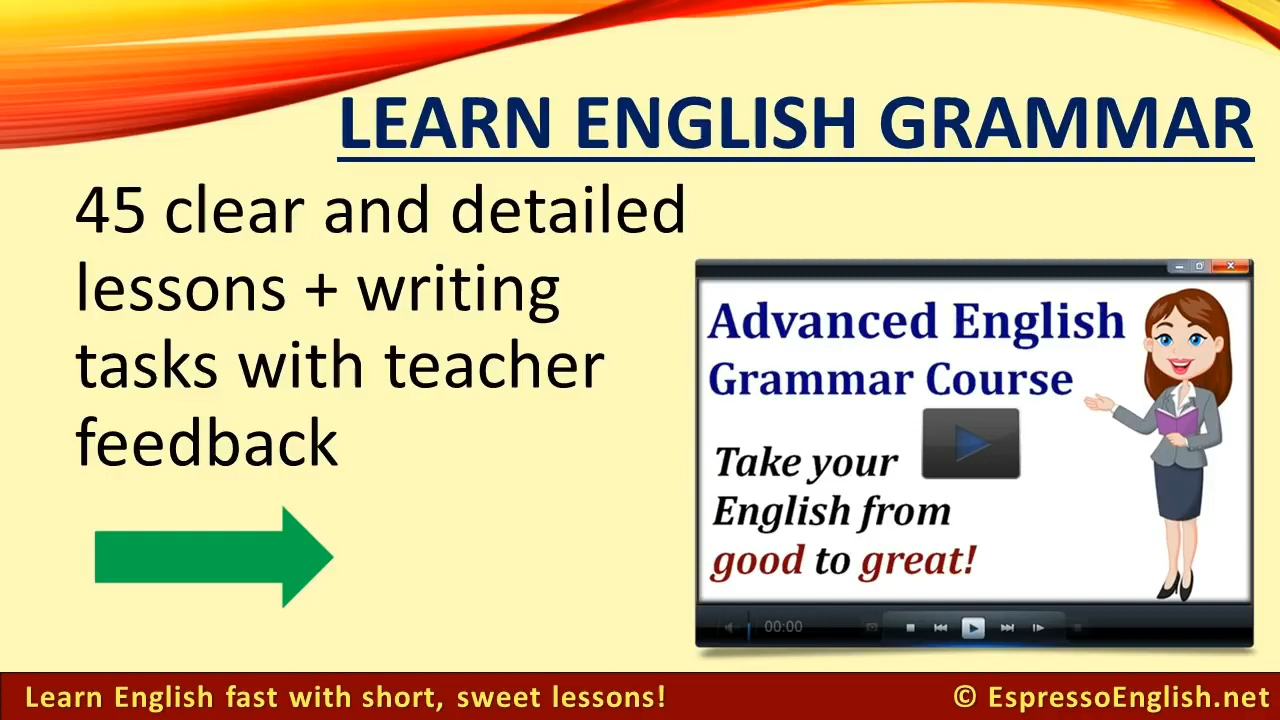 LEARN ENGLISH GRAMMAR
45 clear and detailed
lessons + writing
tasks with teacher
feedback
Advanced English
Grammar Course
Take your
English from
good to great!
00:00
Learn English fast with short, sweet lessons!
© EspressoEnglish.net